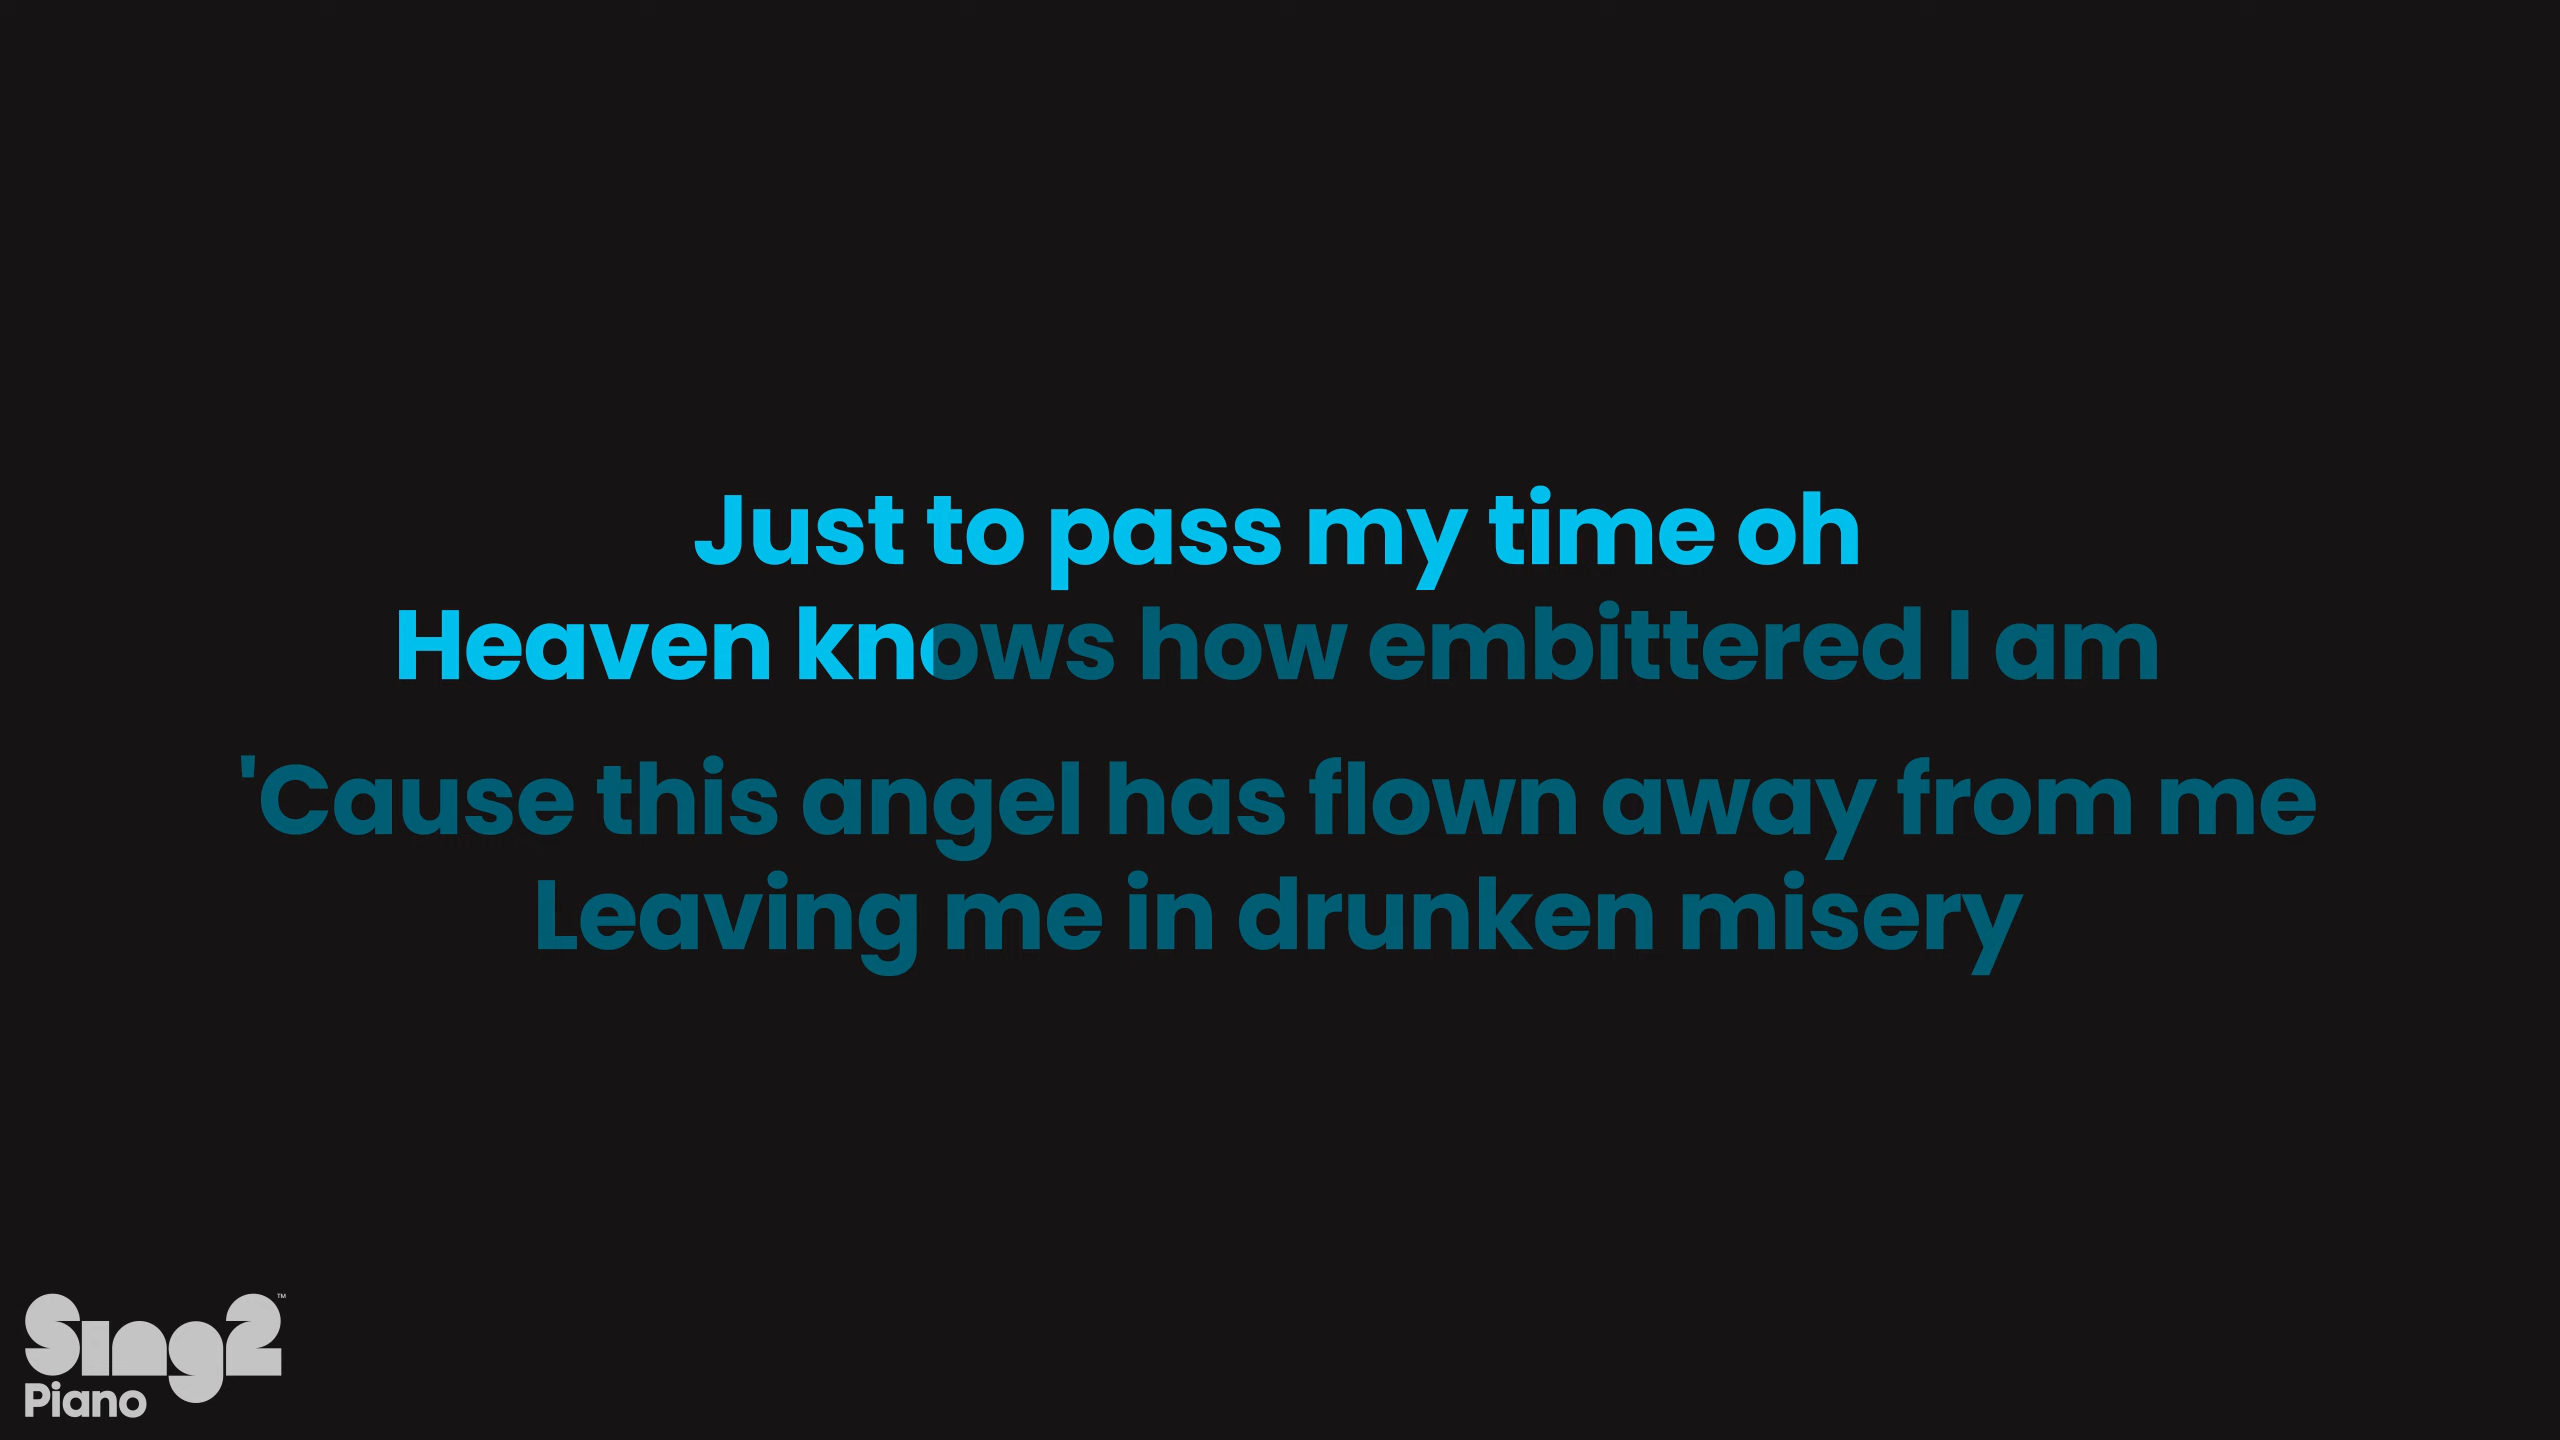 Just to pass my time oh
Heaven knows how embittered I am
'Cause this angel has flown away from me
Leaving me in drunken misery
Sing2™
Piano